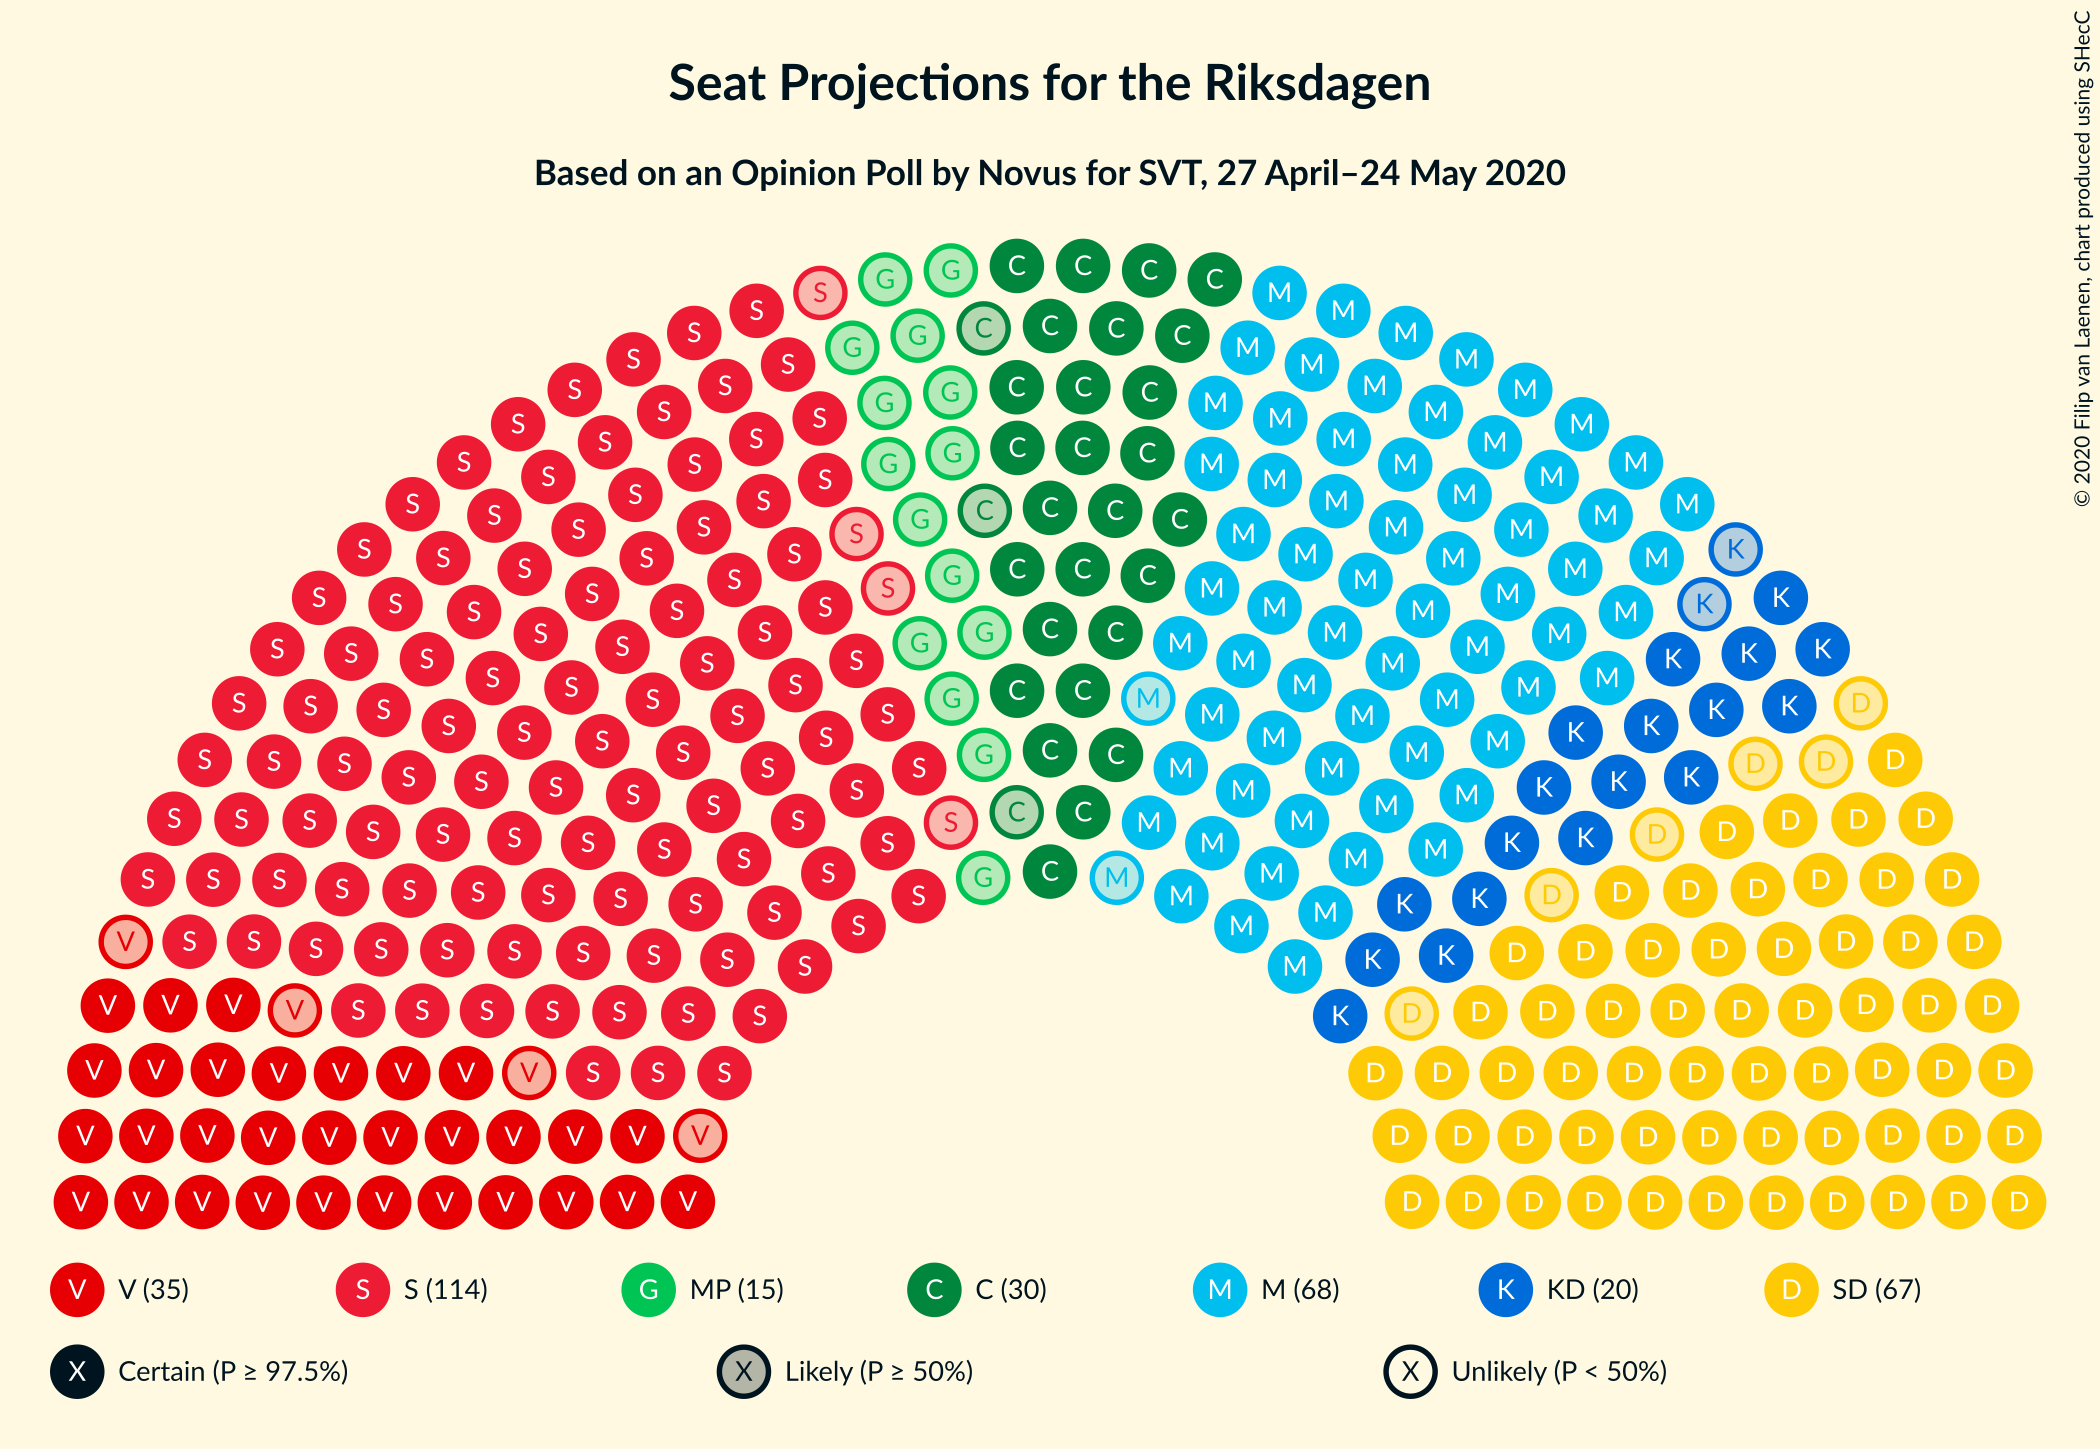 Seat Projections for the Riksdagen
Based on an Opinion Poll by Novus for SVT, 27 April–24 May 2020
© 2020 Filip van Laenen, chart produced using SHecC
V V (35) S S (114) G MP (15) C C (30) M M (68) K KD (20) D SD (67)
X Certain (P ≥ 97.5%) X Likely (P ≥ 50%) X Unlikely (P < 50%)